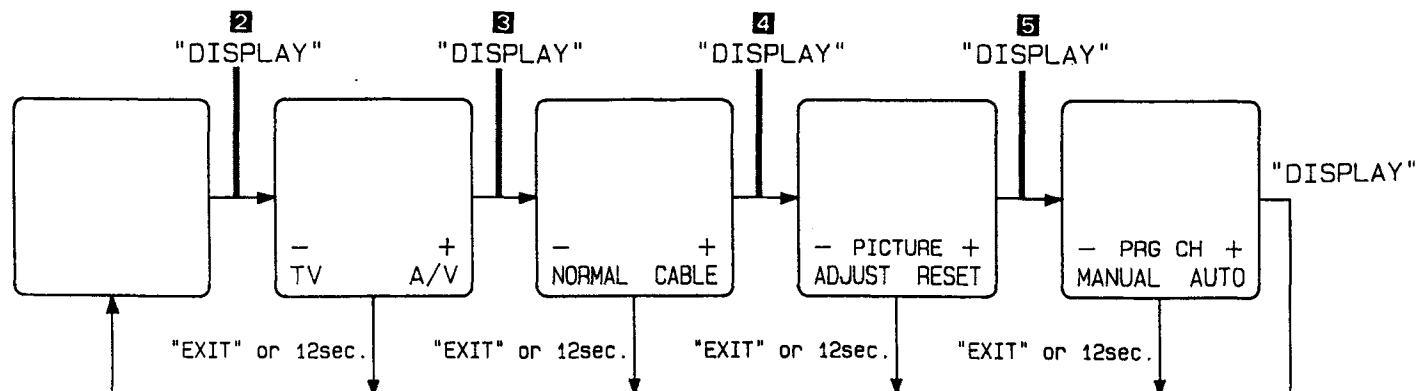 2 3 4 5
"DISPLAY" "DISPLAY" "DISPLAY" "DISPLAY"
"DISPLAY"
- +
TV A/V
- +
NORMAL CABLE
- PICTURE +
ADJUST RESET
- PRG CH +
MANUAL AUTO
"EXIT" or 12sec. "EXIT" or 12sec. "EXIT" or 12sec. "EXIT" or 12sec.